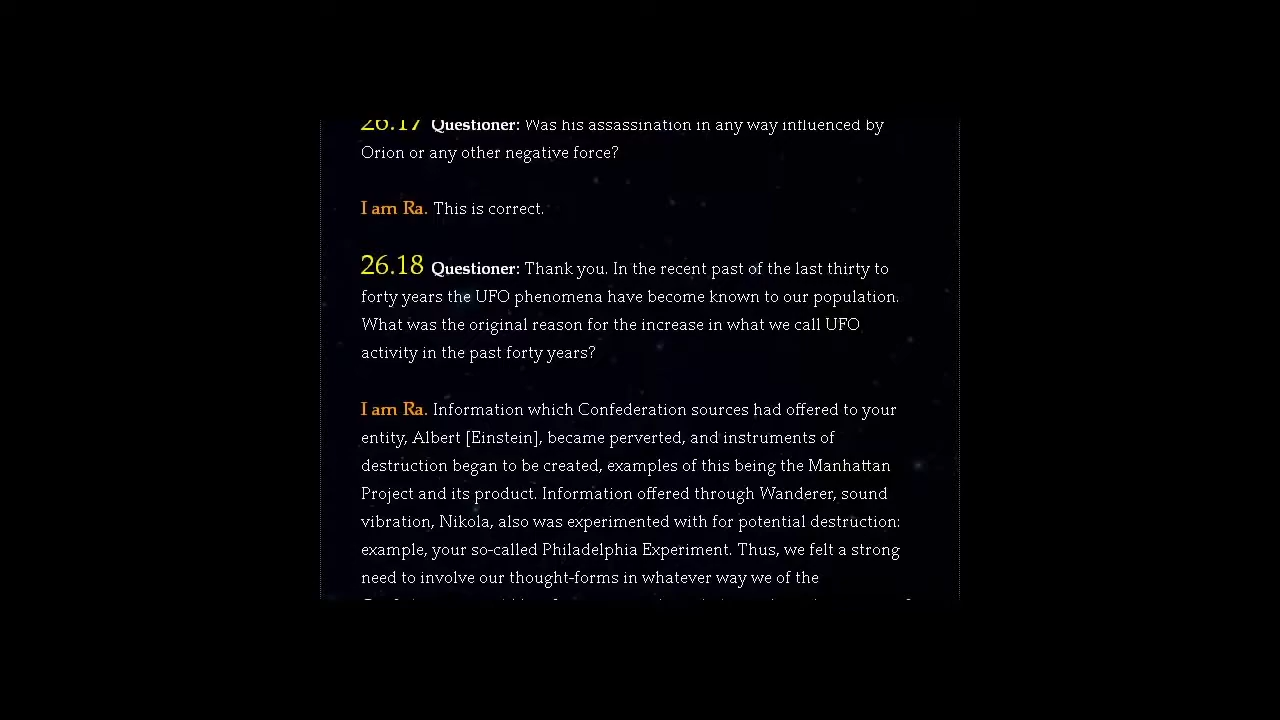 26.17 Questioner: Was his assassination in any way influenced by
Orion or any other negative force?
I am Ra. This is correct.
26.18 Questioner: Thank you. In the recent past of the last thirty to
forty years the UFO phenomena have become known to our population.
What was the original reason for the increase in what we call UFO
activity in the past forty years?
I am Ra. Information which Confederation sources had offered to your
entity, Albert [Einstein], became perverted, and instruments of
destruction began to be created, examples of this being the Manhattan
Project and its product. Information offered through Wanderer, sound
vibration, Nikola, also was experimented with for potential destruction:
example, your so-called Philadelphia Experiment. Thus, we felt a strong
need to involve our thought-forms in whatever way we of the